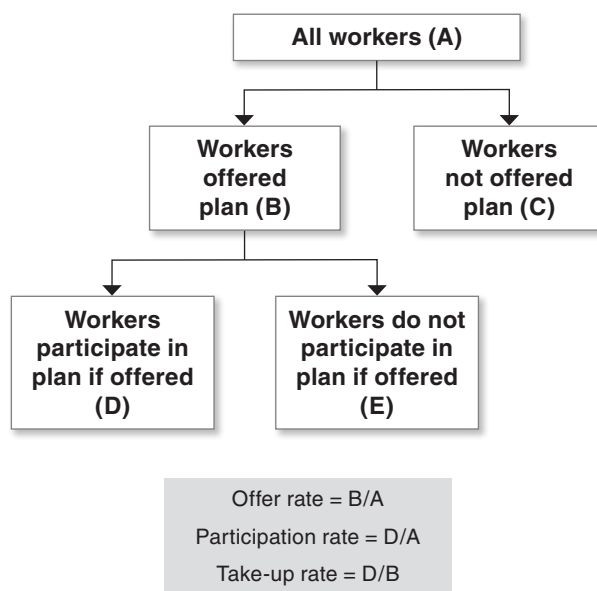 All workers (A)
Workers
offered
plan (B)
Workers
not offered
plan (C)
Workers
participate in
plan if offered
(D)
Workers do not
participate in
plan if offered
(E)
Offer rate = B/A
Participation rate = D/A
Take-up rate = D/B